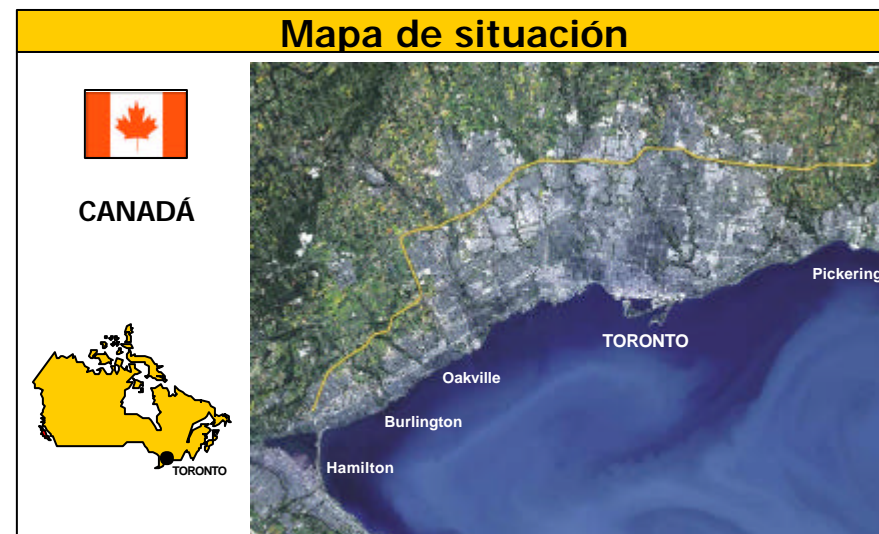 Mapa de situación
CANADÁ
Pickering
TORONTO
Oakville
Burlington
Hamilton
TORONTO